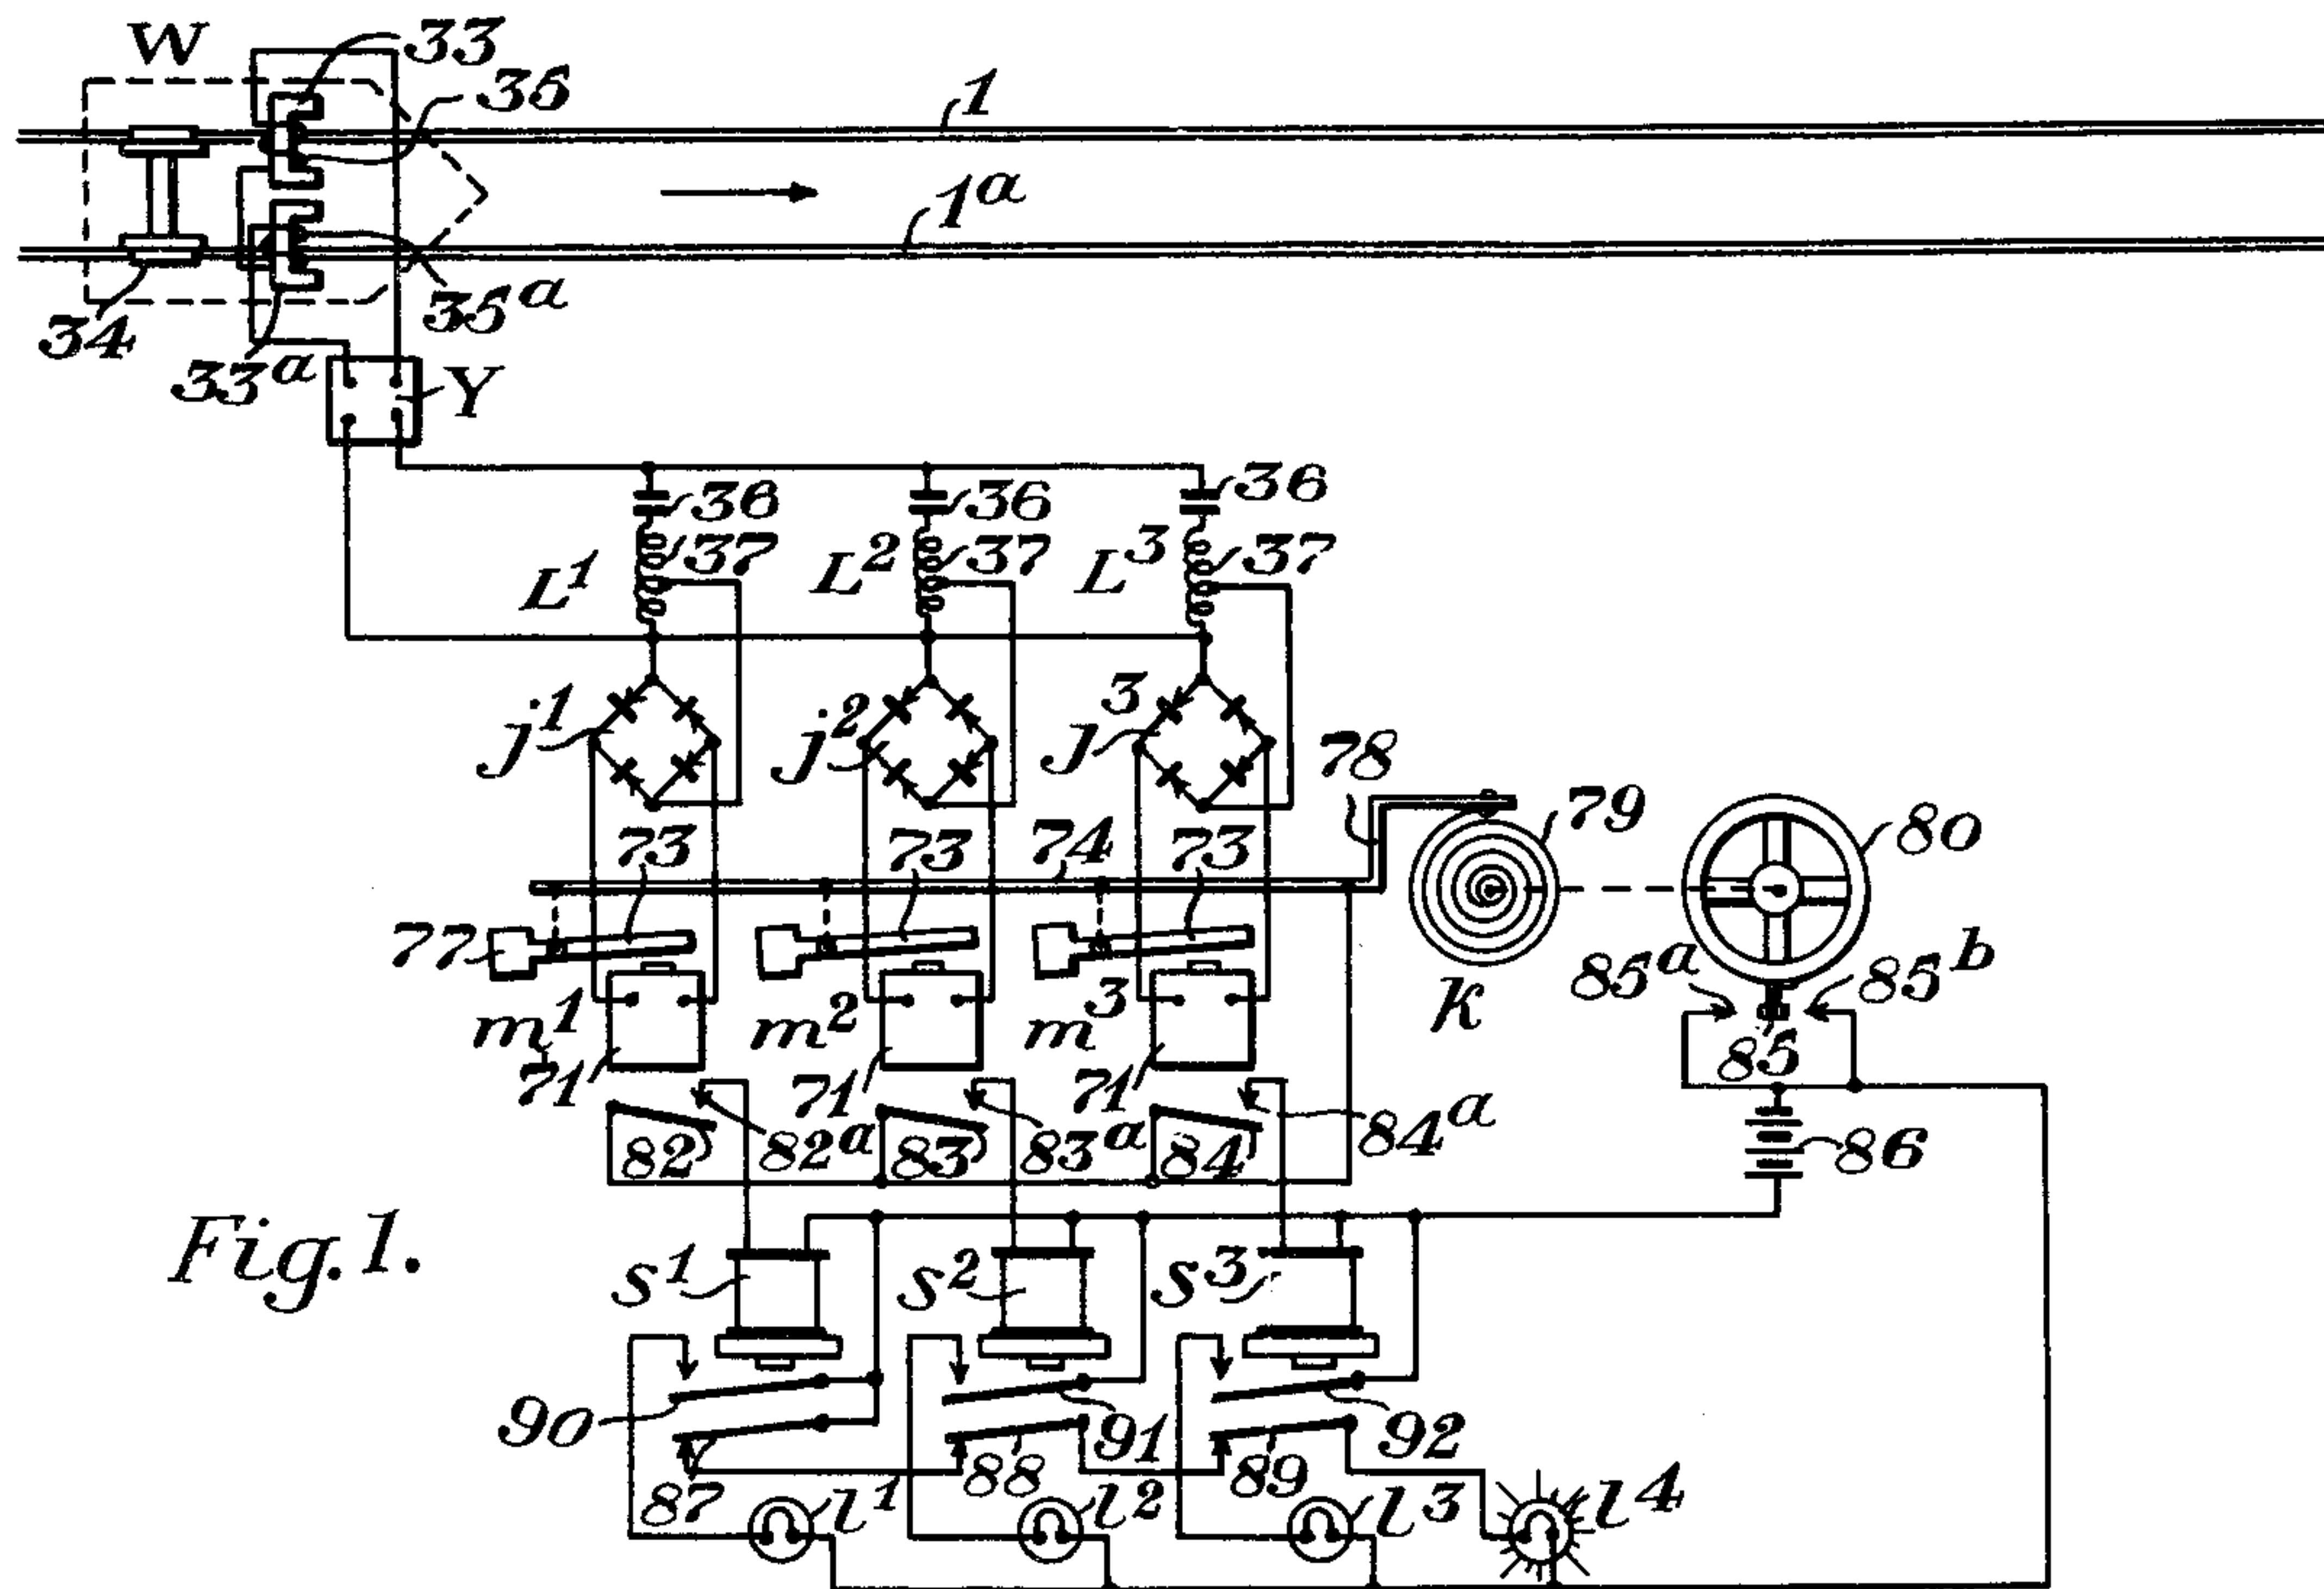 W 33
35
1
1a
34 33a 35a
Y
36 36 36
L1 37 L2 37 L3 37
j1 j2 j3 78
79 80
73 73 74 73
77
85a 85b
m1 m2 m3 k
71 71 71 85
82 82a 83 83a 84 84a
86
Fig. 1.
s1 s2 s3
90 91 92
87 88 89
l1 l2 l3 l4